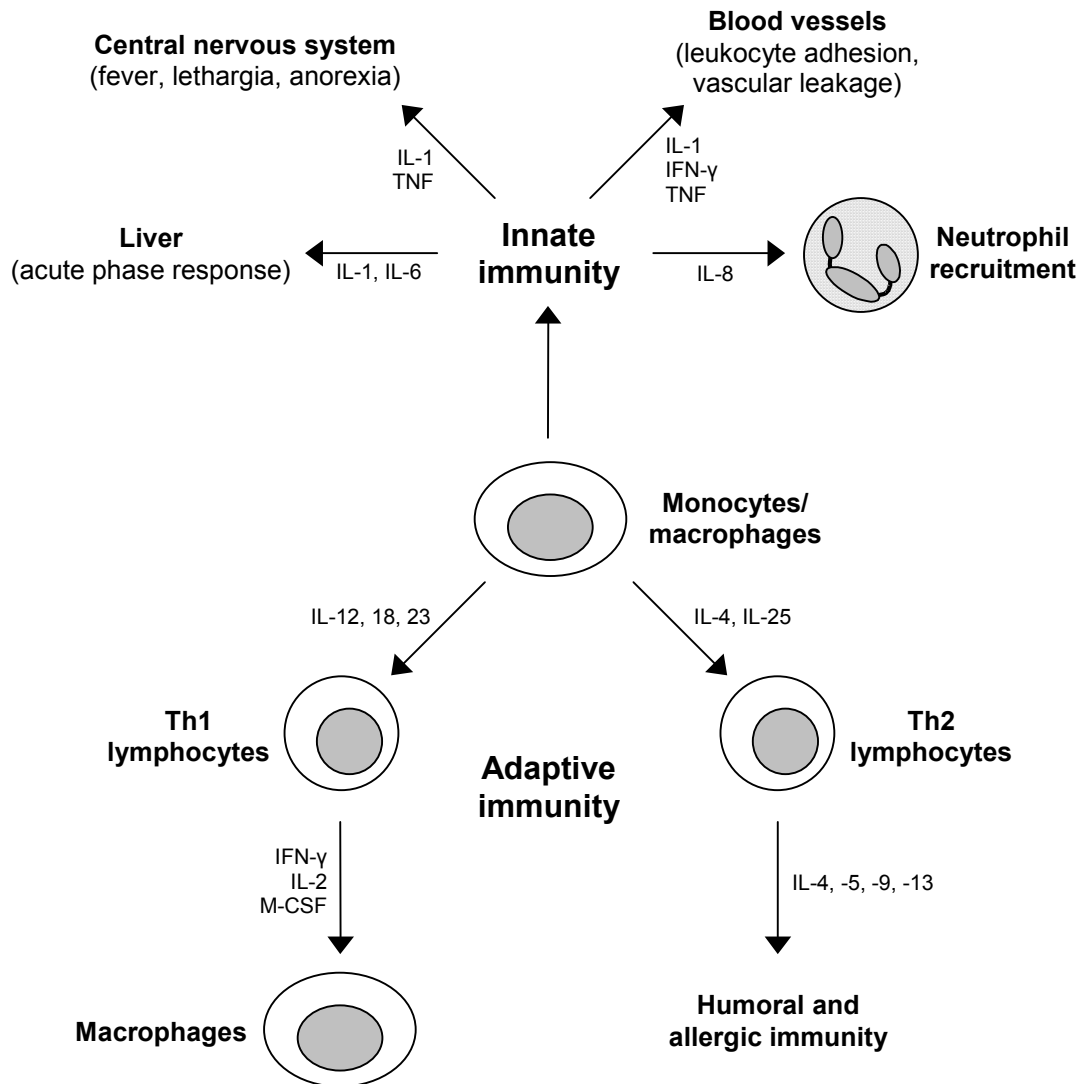 Central nervous system
(fever, lethargia, anorexia)
Blood vessels
(leukocyte adhesion,
vascular leakage)
IL-1
TNF
IL-1
IFN-γ
TNF
Liver
(acute phase response)
IL-1, IL-6
Innate
immunity
IL-8
Neutrophil
recruitment
Monocytes/
macrophages
IL-12, 18, 23
IL-4, IL-25
Th1
lymphocytes
Adaptive
immunity
Th2
lymphocytes
IFN-γ
IL-2
M-CSF
IL-4, -5, -9, -13
Macrophages
Humoral and
allergic immunity